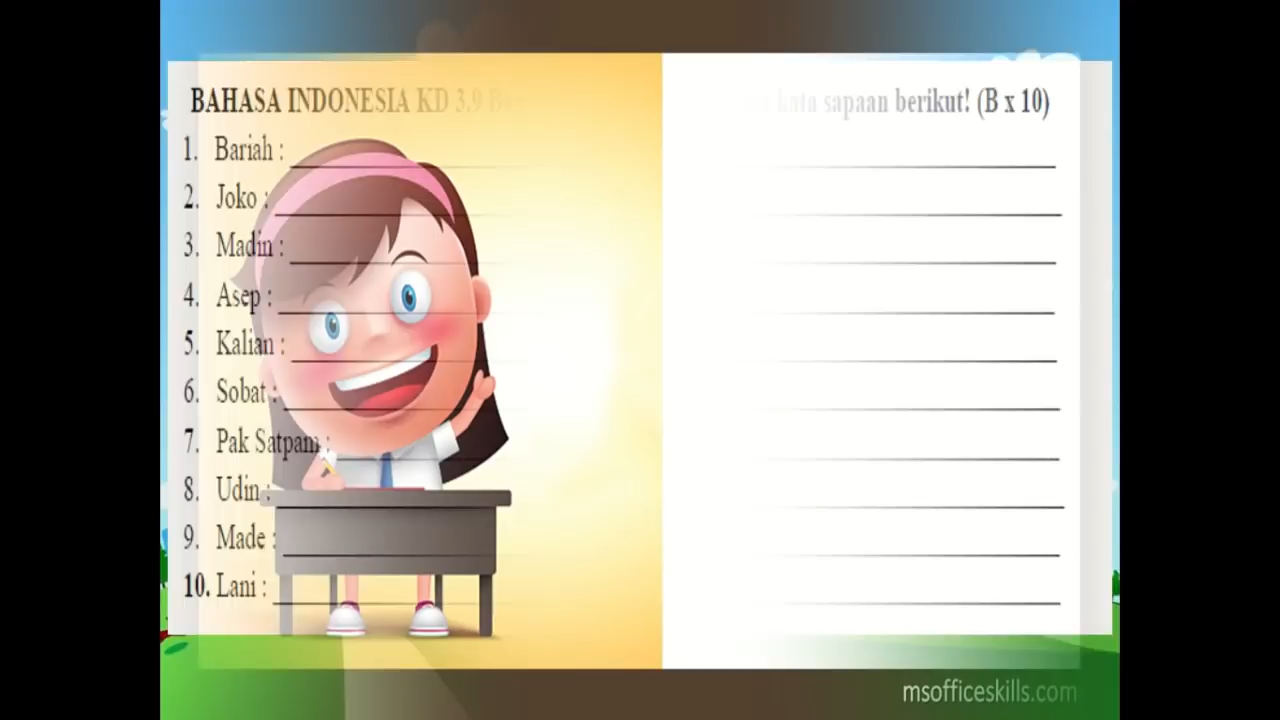 BAHASA INDONESIA KD 3.9 kata sapaan berikut! (B x 10)
1. Bariah :
2. Joko :
3. Madin :
4. Asep :
5. Kalian :
6. Sobat :
7. Pak Satpam :
8. Udin :
9. Made :
10. Lani :
msofficeskills.com